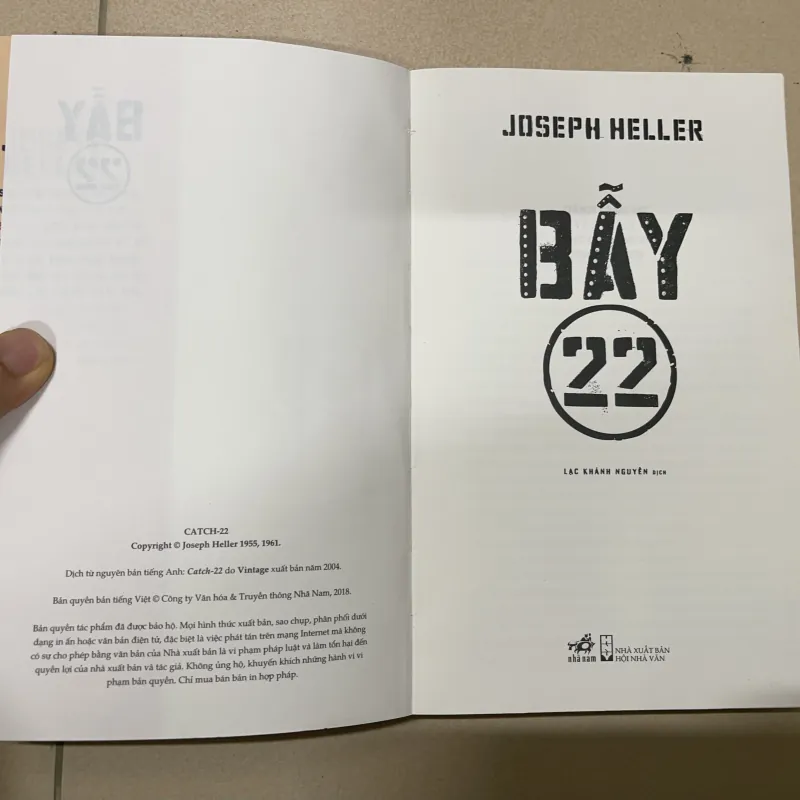 BẪY
22
CATCH-22
Copyright © Joseph Heller 1955, 1961.
Dịch từ nguyên bản tiếng Anh: Catch-22 do Vintage xuất bản năm 2004.
Bản quyền bản tiếng Việt © Công ty Văn hóa & Truyền thông Nhã Nam, 2018.
Bản quyền tác phẩm đã được bảo hộ. Mọi hình thức xuất bản, sao chụp, phân phối dưới
dạng in ấn hoặc văn bản điện tử, đặc biệt là việc phát tán trên mạng Internet mà không
có sự cho phép bằng văn bản của Nhà xuất bản là vi phạm pháp luật và làm tổn hại đến
quyền lợi của nhà xuất bản và tác giả. Không ủng hộ, khuyến khích những hành vi vi
phạm bản quyền. Chỉ mua bán bản in hợp pháp.
JOSEPH HELLER
BẪY
22
LẠC KHÁNH NGUYÊN DỊCH
nhã nam
NHÀ XUẤT BẢN
HỘI NHÀ VĂN